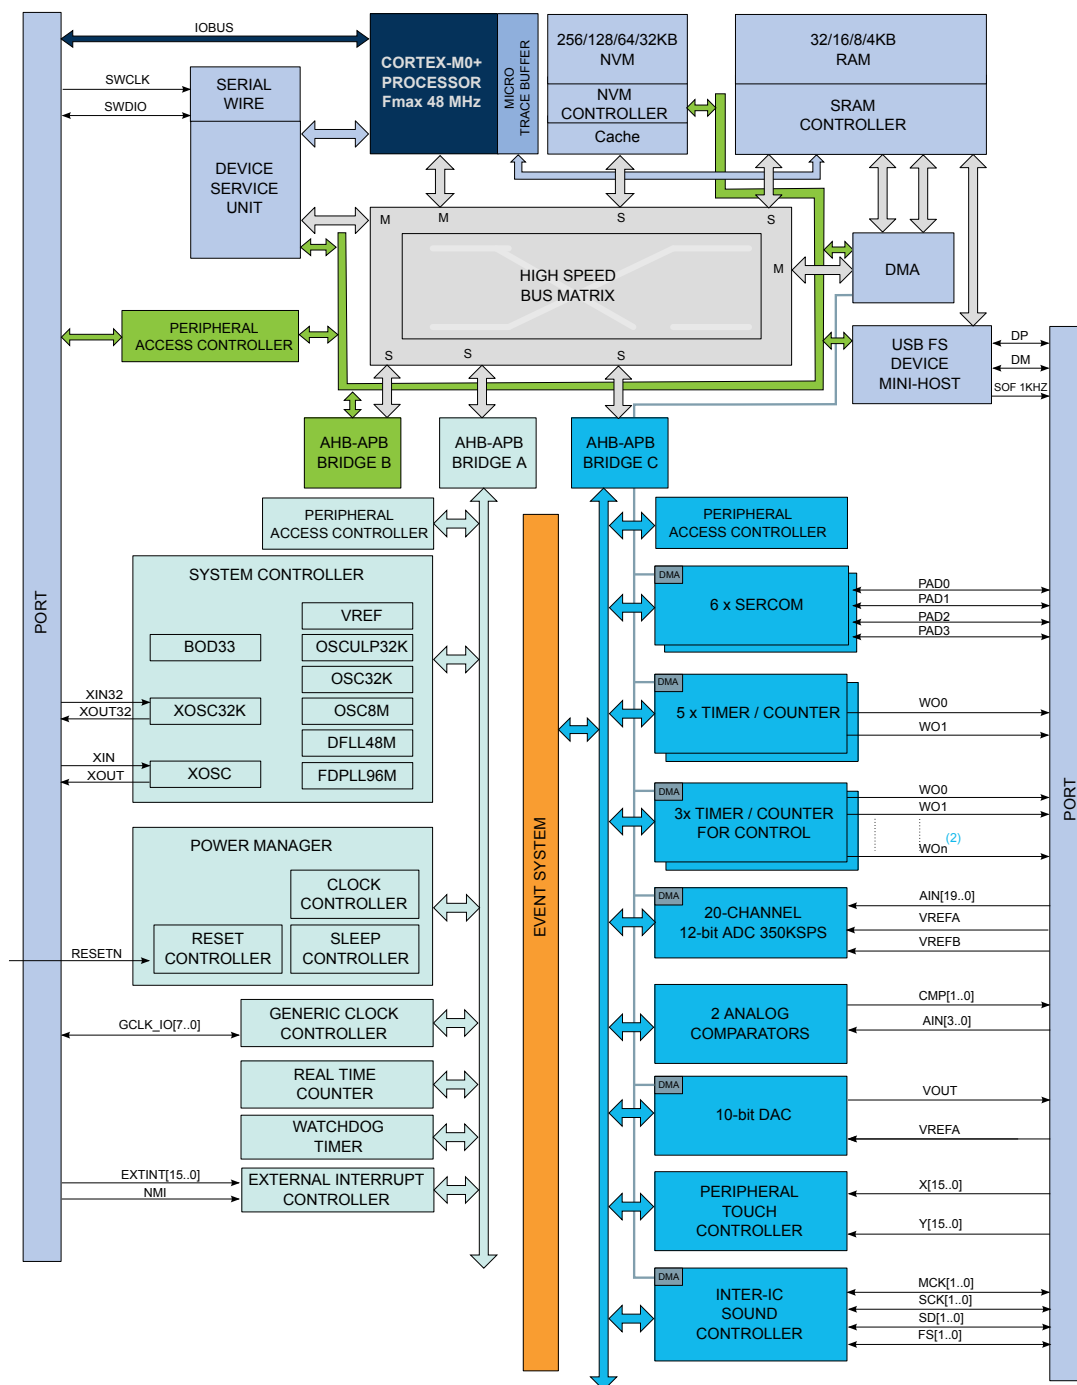 IOBUS
SWCLK
SWDIO
SERIAL
WIRE
DEVICE
SERVICE
UNIT
CORTEX-M0+
PROCESSOR
Fmax 48 MHz
MICRO
TRACE BUFFER
256/128/64/32KB
NVM
NVM
CONTROLLER
Cache
32/16/8/4KB
RAM
SRAM
CONTROLLER
M
M
S
S
HIGH SPEED
BUS MATRIX
M
S
S
S
DMA
PERIPHERAL
ACCESS CONTROLLER
USB FS
DEVICE
MINI-HOST
DP
DM
SOF 1KHZ
AHB-APB
BRIDGE B
AHB-APB
BRIDGE A
AHB-APB
BRIDGE C
PORT
PERIPHERAL
ACCESS CONTROLLER
SYSTEM CONTROLLER
VREF
BOD33
OSCULP32K
OSC32K
XOSC32K
OSC8M
DFLL48M
XOSC
FDPLL96M
XIN32
XOUT32
XIN
XOUT
POWER MANAGER
CLOCK
CONTROLLER
RESET
CONTROLLER
SLEEP
CONTROLLER
RESETN
GENERIC CLOCK
CONTROLLER
GCLK_IO[7..0]
REAL TIME
COUNTER
WATCHDOG
TIMER
EXTERNAL INTERRUPT
CONTROLLER
EXTINT[15..0]
NMI
EVENT SYSTEM
PERIPHERAL
ACCESS CONTROLLER
DMA
6 x SERCOM
PAD0
PAD1
PAD2
PAD3
DMA
5 x TIMER / COUNTER
WO0
WO1
DMA
3x TIMER / COUNTER
FOR CONTROL
WO0
WO1
(2)
WOn
DMA
20-CHANNEL
12-bit ADC 350KSPS
AIN[19..0]
VREFA
VREFB
2 ANALOG
COMPARATORS
CMP[1..0]
AIN[3..0]
DMA
10-bit DAC
VOUT
VREFA
PERIPHERAL
TOUCH
CONTROLLER
X[15..0]
Y[15..0]
DMA
INTER-IC
SOUND
CONTROLLER
MCK[1..0]
SCK[1..0]
SD[1..0]
FS[1..0]
PORT